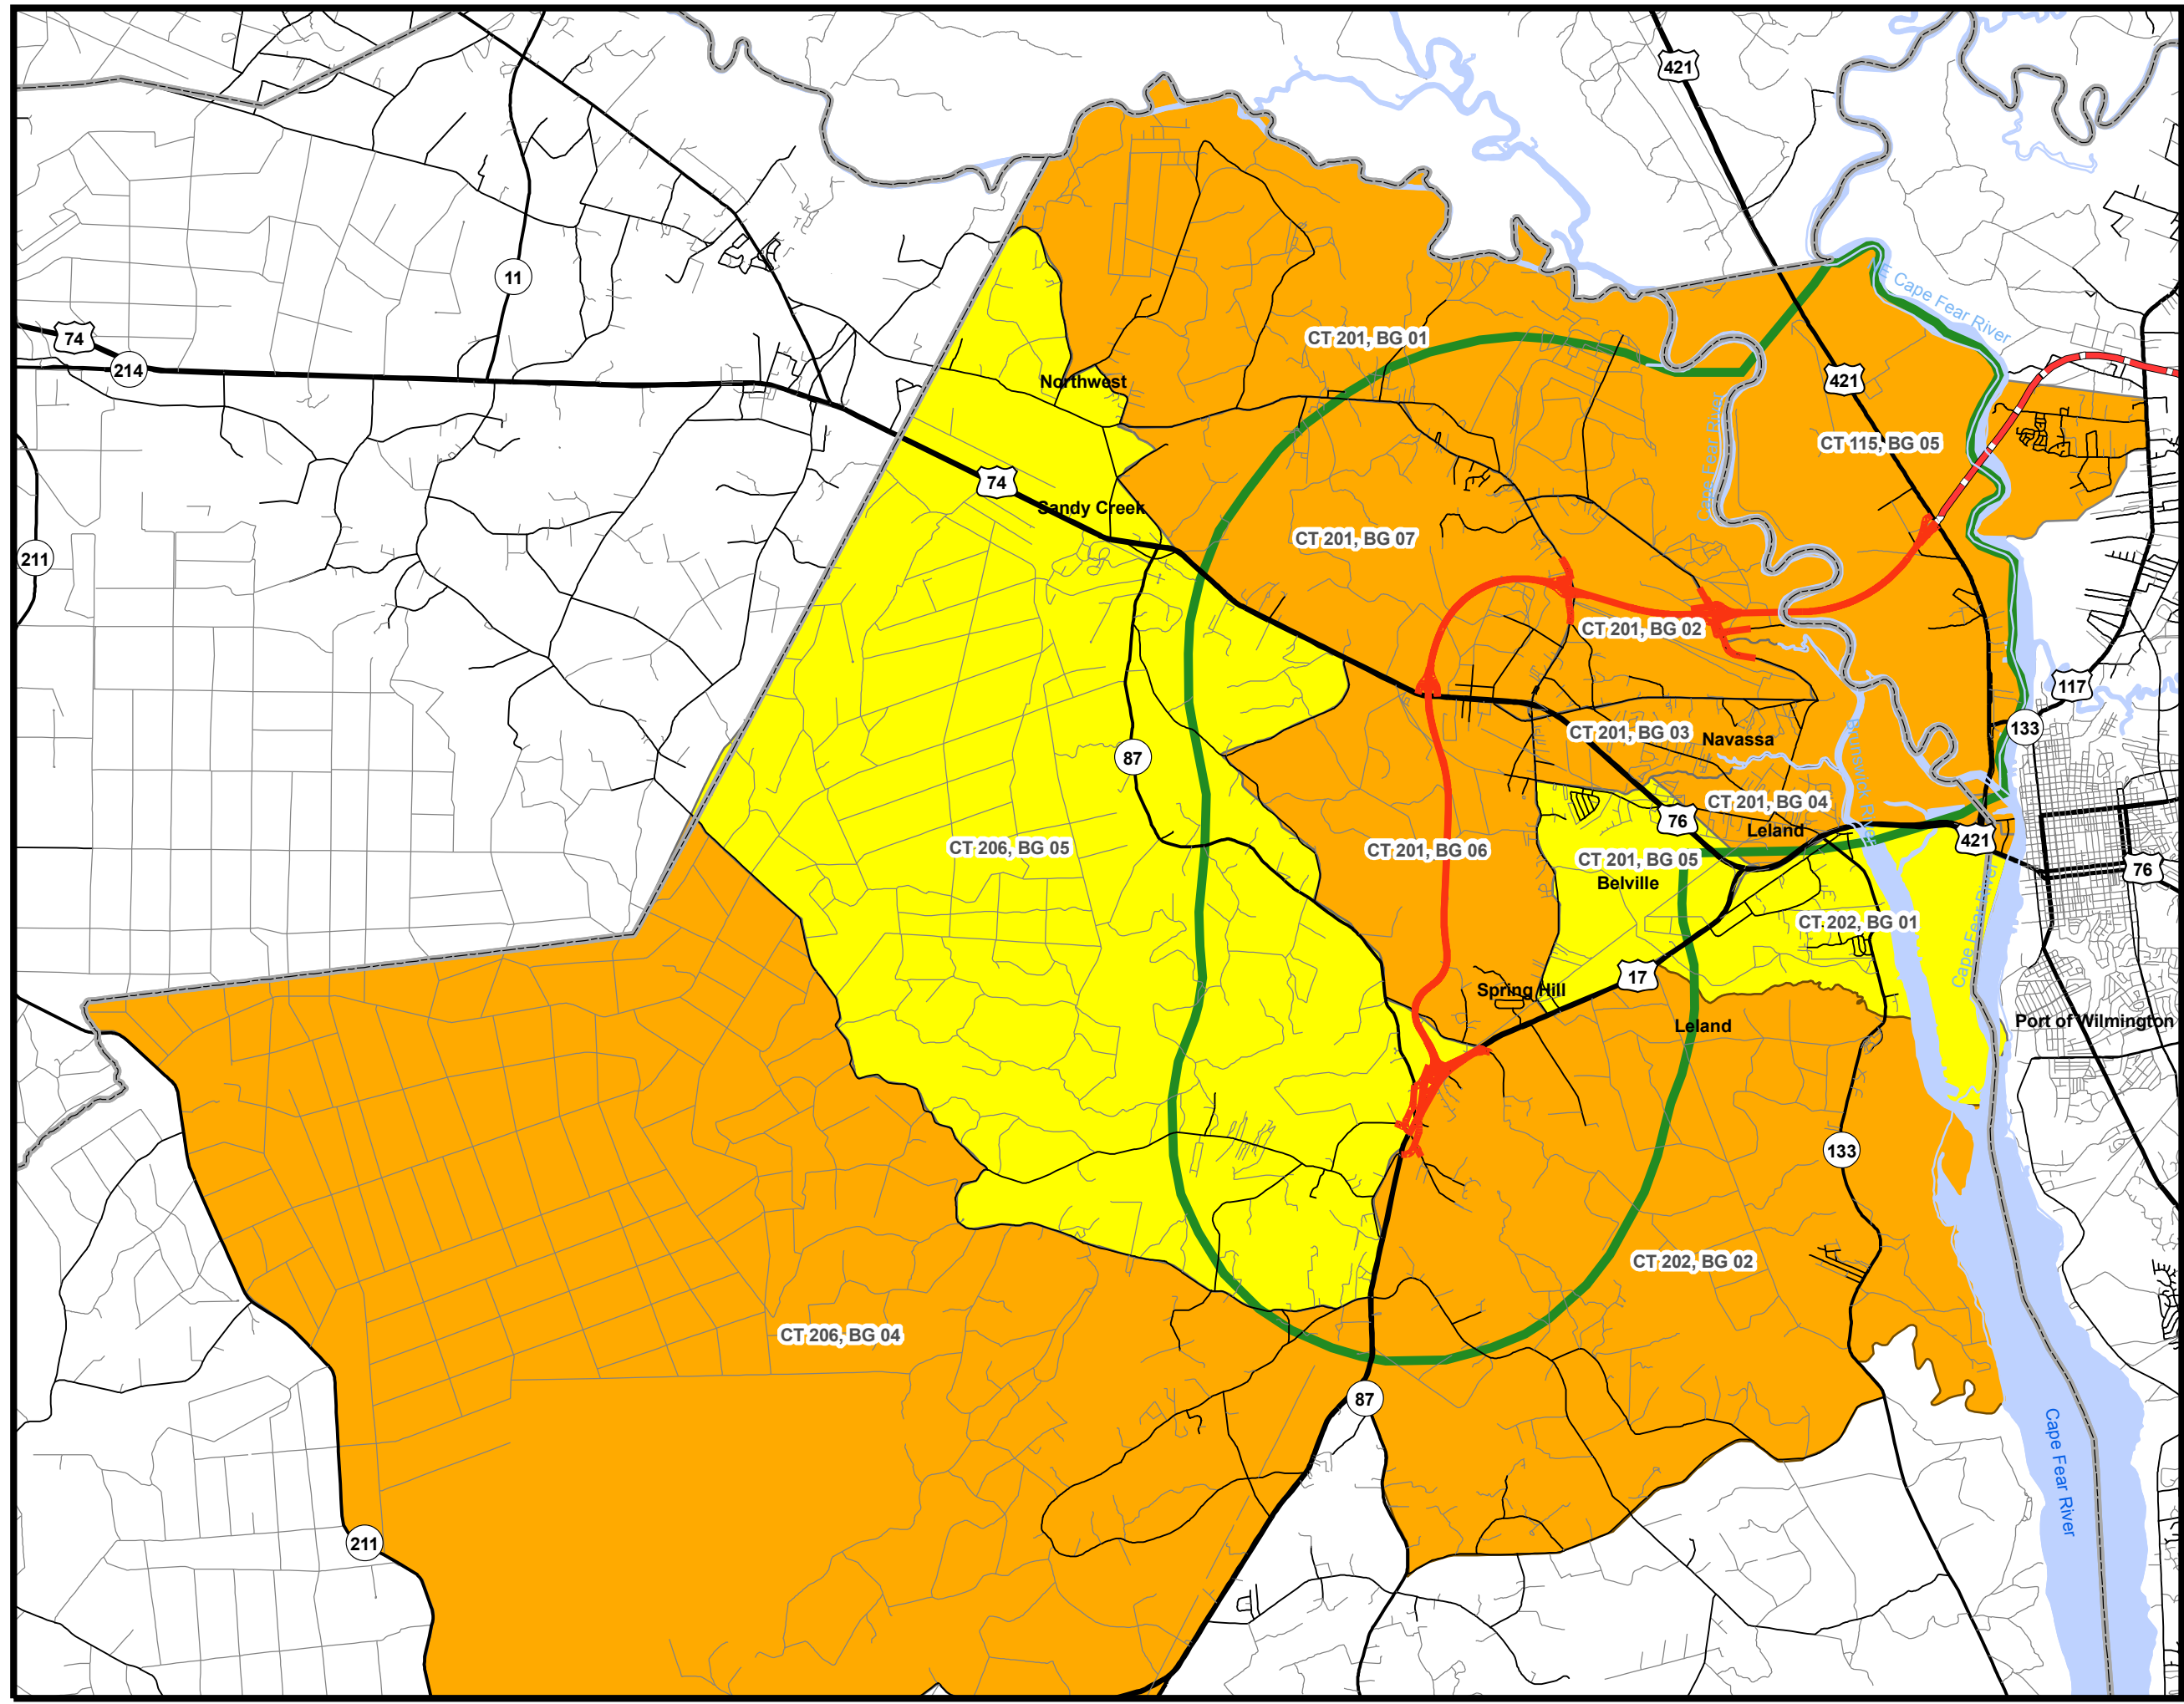 421
11
E Cape Fear River
74
214
CT 201, BG 01
Northwest
421
Cape Fear River
CT 115, BG 05
74
Sandy Creek
CT 201, BG 07
211
CT 201, BG 02
117
133
CT 201, BG 03
Navassa
Brunswick River
87
CT 201, BG 04
76
Leland
421
CT 206, BG 05
CT 201, BG 06
CT 201, BG 05
Belville
76
CT 202, BG 01
Cape Fear River
17
Spring Hill
Leland
Port of Wilmington
133
CT 202, BG 02
CT 206, BG 04
87
Cape Fear River
211